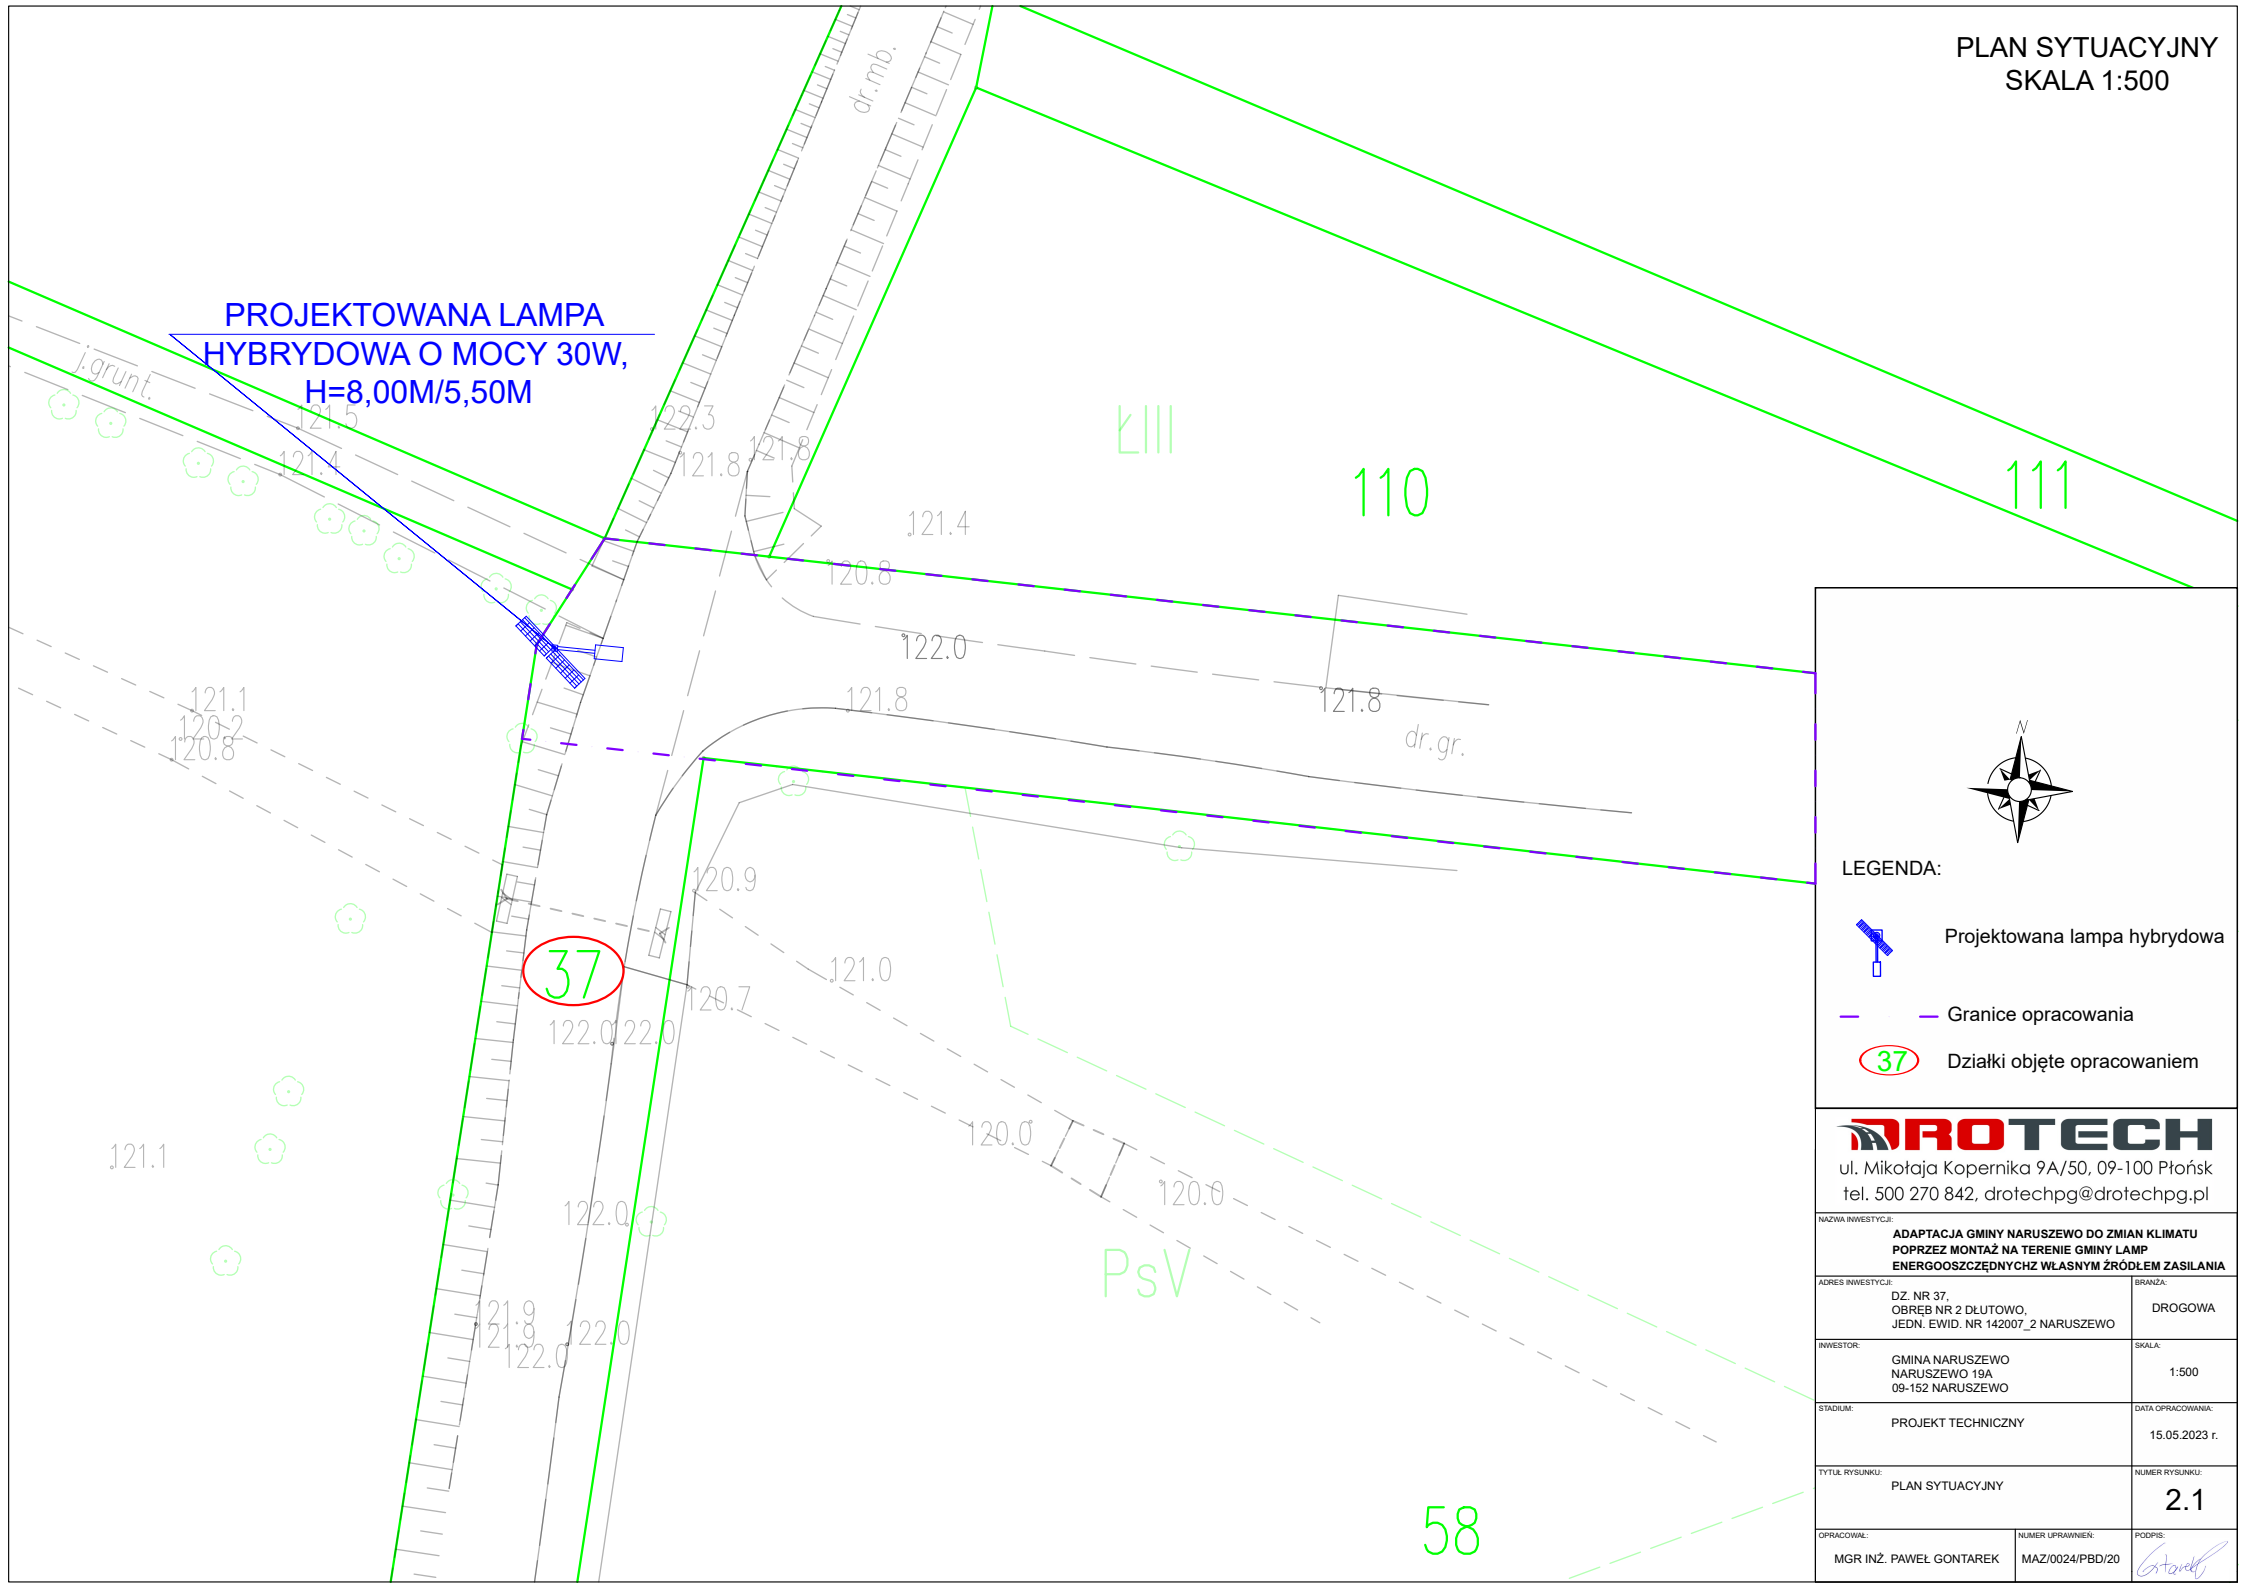 PLAN SYTUACYJNY
SKALA 1:500
dr.mb.
PROJEKTOWANA LAMPA
HYBRYDOWA O MOCY 30W,
H=8,00M/5,50M
j.grunt.
121.5
121.4
122.3
121.8
121.8
ŁIII
110
111
121.4
120.8
122.0
121.8
121.8
dr.gr.
121.1
120.2
120.8
120.9
37
121.0
120.7
122.0
122.0
121.1
120.0
120.0
122.0
PsV
121.9
121.9
122.0
122.0
58
N
LEGENDA:
Projektowana lampa hybrydowa
Granice opracowania
37 Działki objęte opracowaniem
DROTECH
ul. Mikołaja Kopernika 9A/50, 09-100 Płońsk
tel. 500 270 842, drotechpg@drotechpg.pl
NAZWA INWESTYCJI:
ADAPTACJA GMINY NARUSZEWO DO ZMIAN KLIMATU
POPRZEZ MONTAŻ NA TERENIE GMINY LAMP
ENERGOOSZCZĘDNYCHZ WŁASNYM ŹRÓDŁEM ZASILANIA
ADRES INWESTYCJI:
DZ. NR 37,
OBRĘB NR 2 DŁUTOWO,
JEDN. EWID. NR 142007_2 NARUSZEWO
BRANŻA:
DROGOWA
INWESTOR:
GMINA NARUSZEWO
NARUSZEWO 19A
09-152 NARUSZEWO
SKALA:
1:500
STADIUM:
PROJEKT TECHNICZNY
DATA OPRACOWANIA:
15.05.2023 r.
TYTUŁ RYSUNKU:
PLAN SYTUACYJNY
NUMER RYSUNKU:
2.1
OPRACOWAŁ:
MGR INŻ. PAWEŁ GONTAREK
NUMER UPRAWNIEŃ:
MAZ/0024/PBD/20
PODPIS: